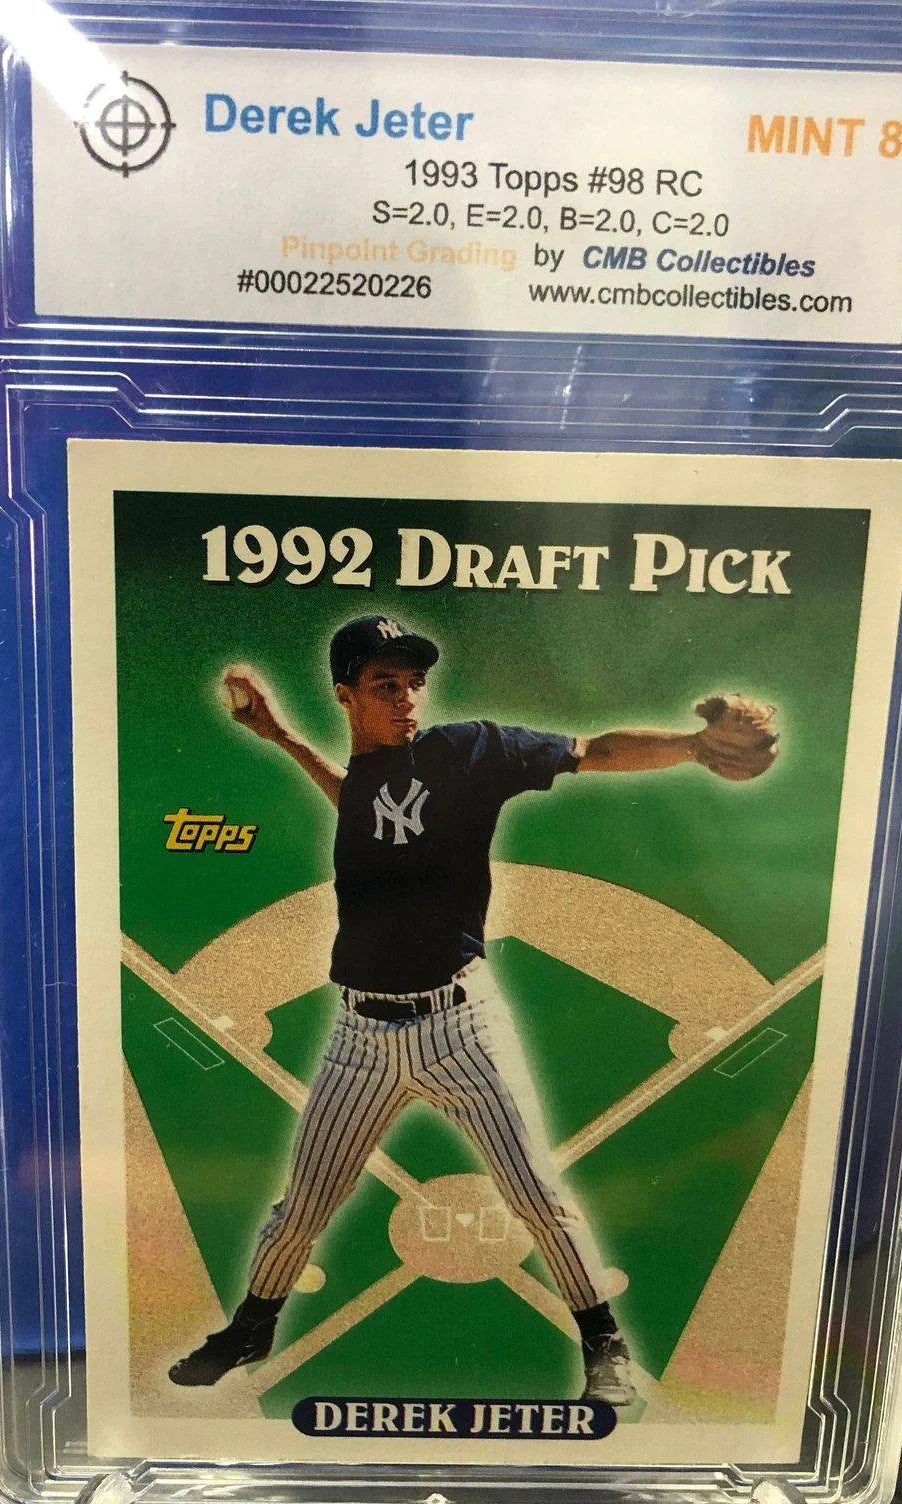 Derek Jeter
MINT 8
1993 Topps #98 RC
S=2.0, E=2.0, B=2.0, C=2.0
Pinpoint Grading by CMB Collectibles
#00022520226 www.cmbcollectibles.com
1992 DRAFT PICK
NY
NY
Topps
DEREK JETER